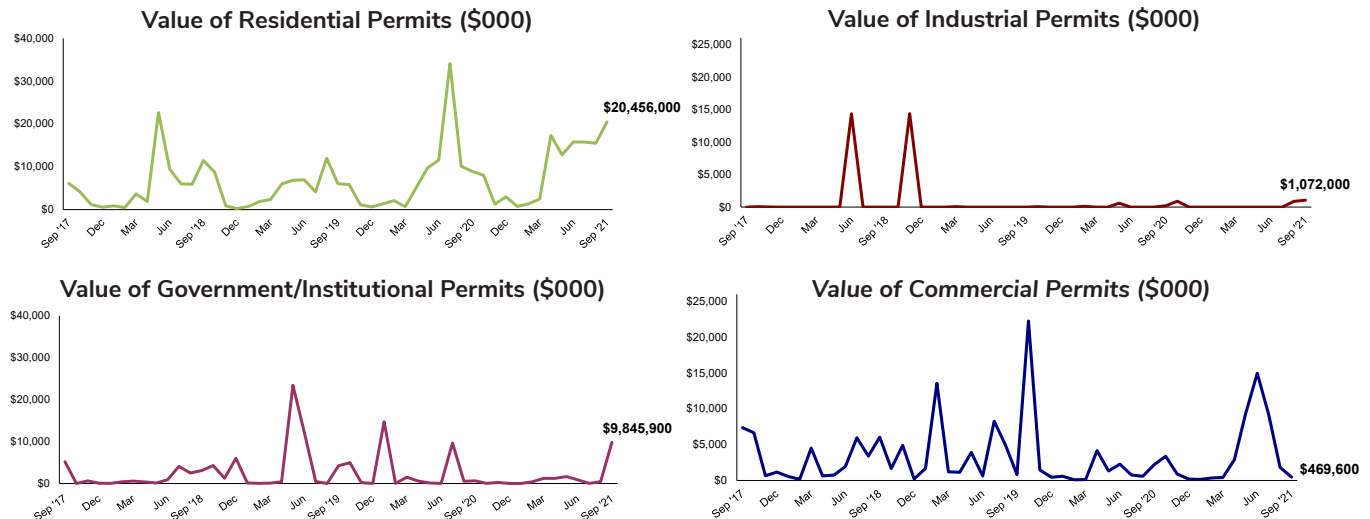 Value of Residential Permits ($000)
$40,000
$30,000
$20,000
$10,000
$0
$20,456,000
Sep '17
Dec
Mar
Jun
Sep '18
Dec
Mar
Jun
Sep '19
Dec
Mar
Jun
Sep '20
Dec
Mar
Jun
Sep '21
Value of Industrial Permits ($000)
$25,000
$20,000
$15,000
$10,000
$5,000
$0
$1,072,000
Sep '17
Dec
Mar
Jun
Sep '18
Dec
Mar
Jun
Sep '19
Dec
Mar
Jun
Sep '20
Dec
Mar
Jun
Sep '21
Value of Government/Institutional Permits ($000)
$40,000
$30,000
$20,000
$10,000
$0
$9,845,900
Sep '17
Dec
Mar
Jun
Sep '18
Dec
Mar
Jun
Sep '19
Dec
Mar
Jun
Sep '20
Dec
Mar
Jun
Sep '21
Value of Commercial Permits ($000)
$25,000
$20,000
$15,000
$10,000
$5,000
$0
$469,600
Sep '17
Dec
Mar
Jun
Sep '18
Dec
Mar
Jun
Sep '19
Dec
Mar
Jun
Sep '20
Dec
Mar
Jun
Sep '21